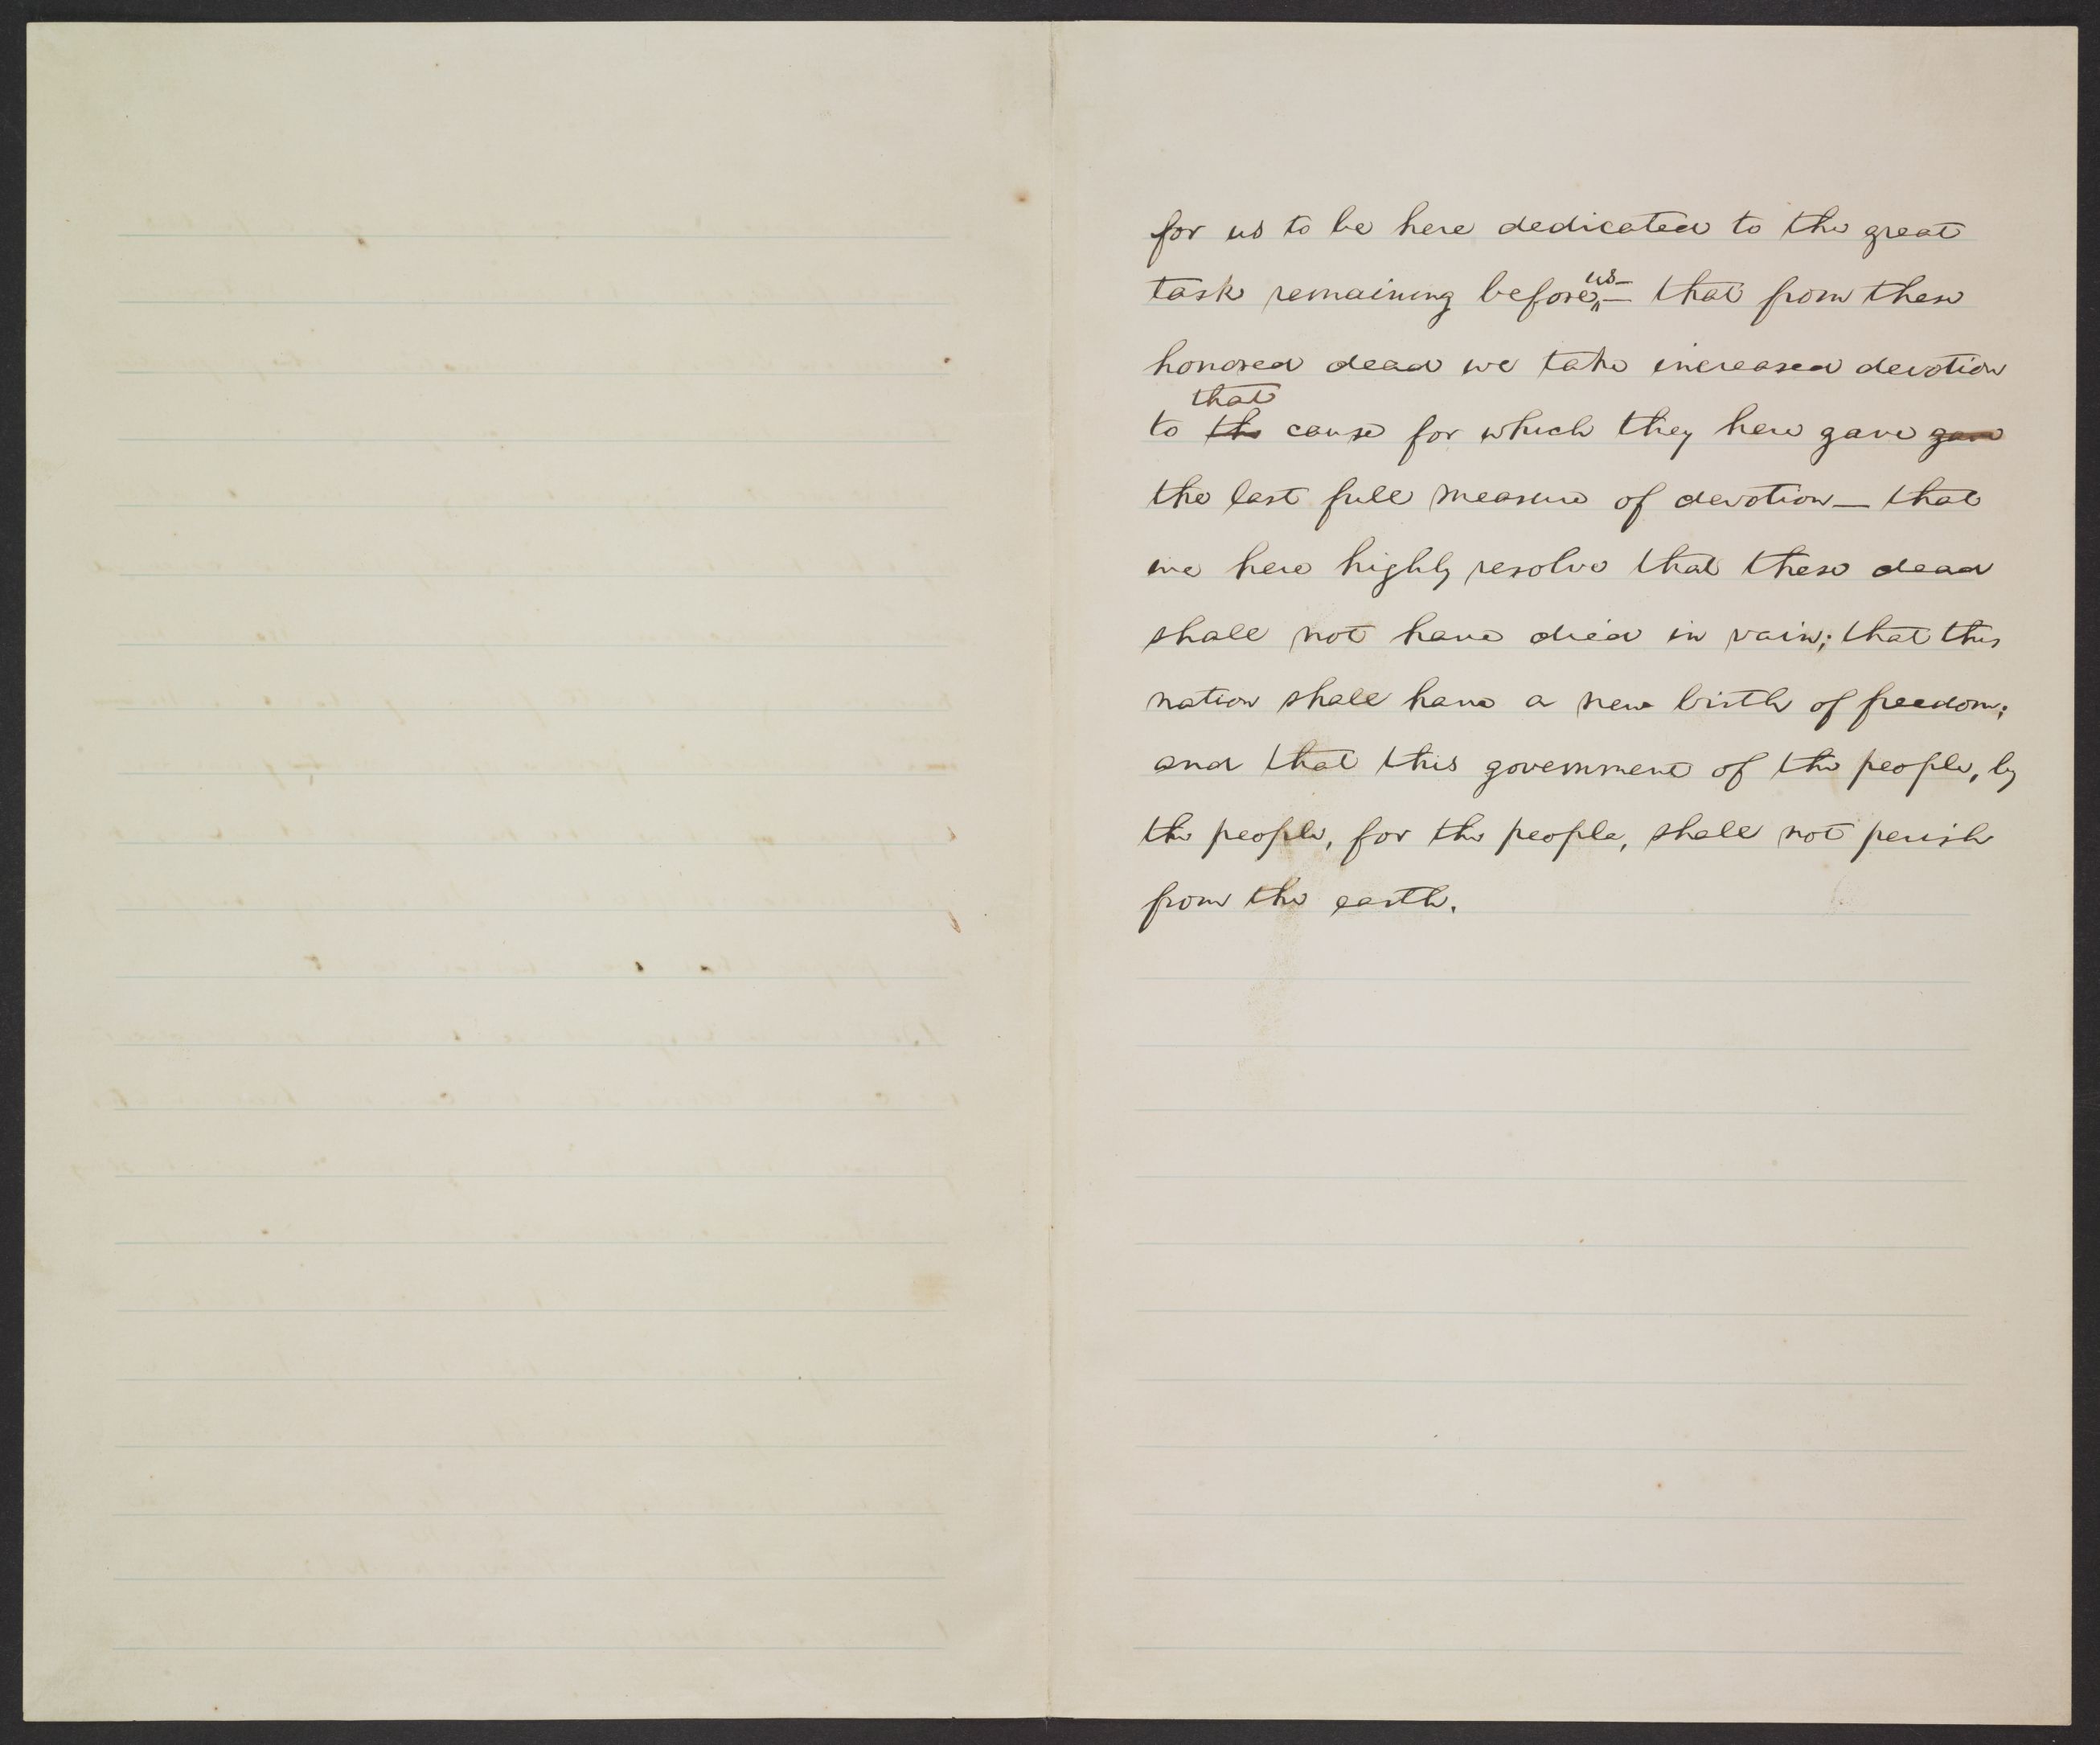 for us to be here dedicated to the great
us—
task remaining before,— that from these
honored dead we take increased devotion
that
to the cause for which they here gave gave
the last full measure of devotion— that
we here highly resolve that these dead
shall not have died in vain; that this
nation shall have a new birth of freedom;
and that this government of the people, by
the people, for the people, shall not perish
from the earth.